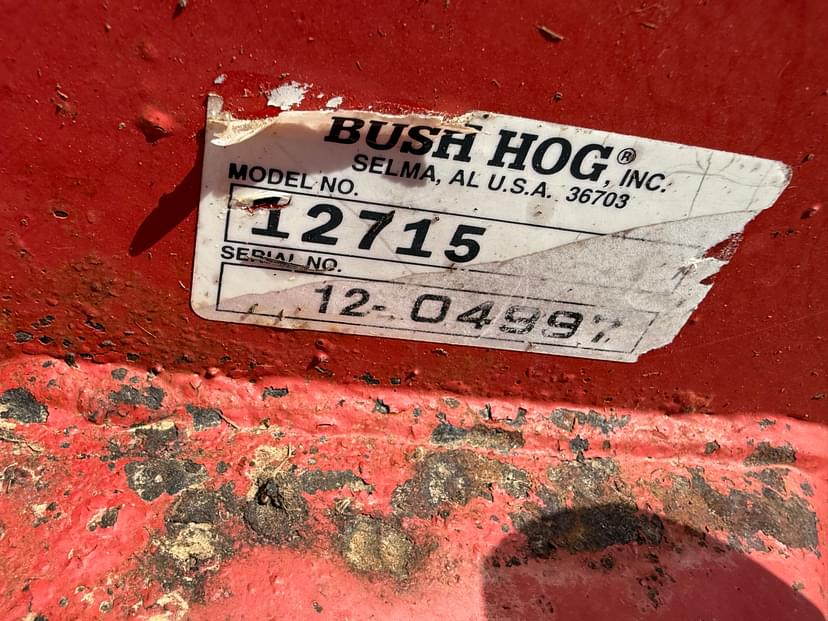 BUSH HOG®, INC.
SELMA, AL U.S.A. 36703
MODEL NO.
12715
SERIAL NO.
12-04997